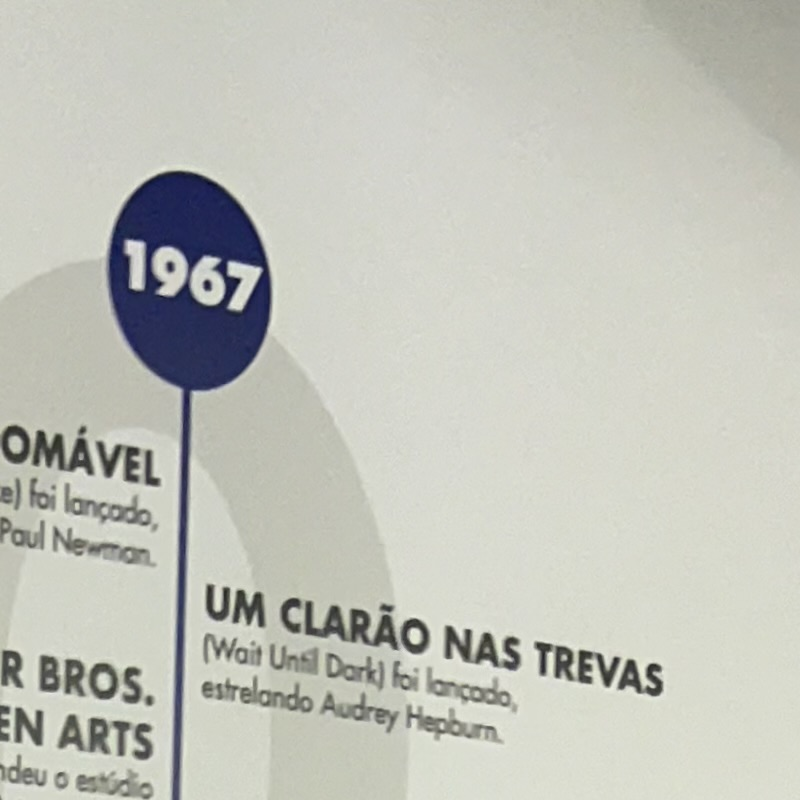 1967
OMÁVEL
e) foi lançado,
Paul Newman.
UM CLARÃO NAS TREVAS
(Wait Until Dark) foi lançado,
estrelando Audrey Hepburn.
R BROS.
EN ARTS
ndeu o estúdio